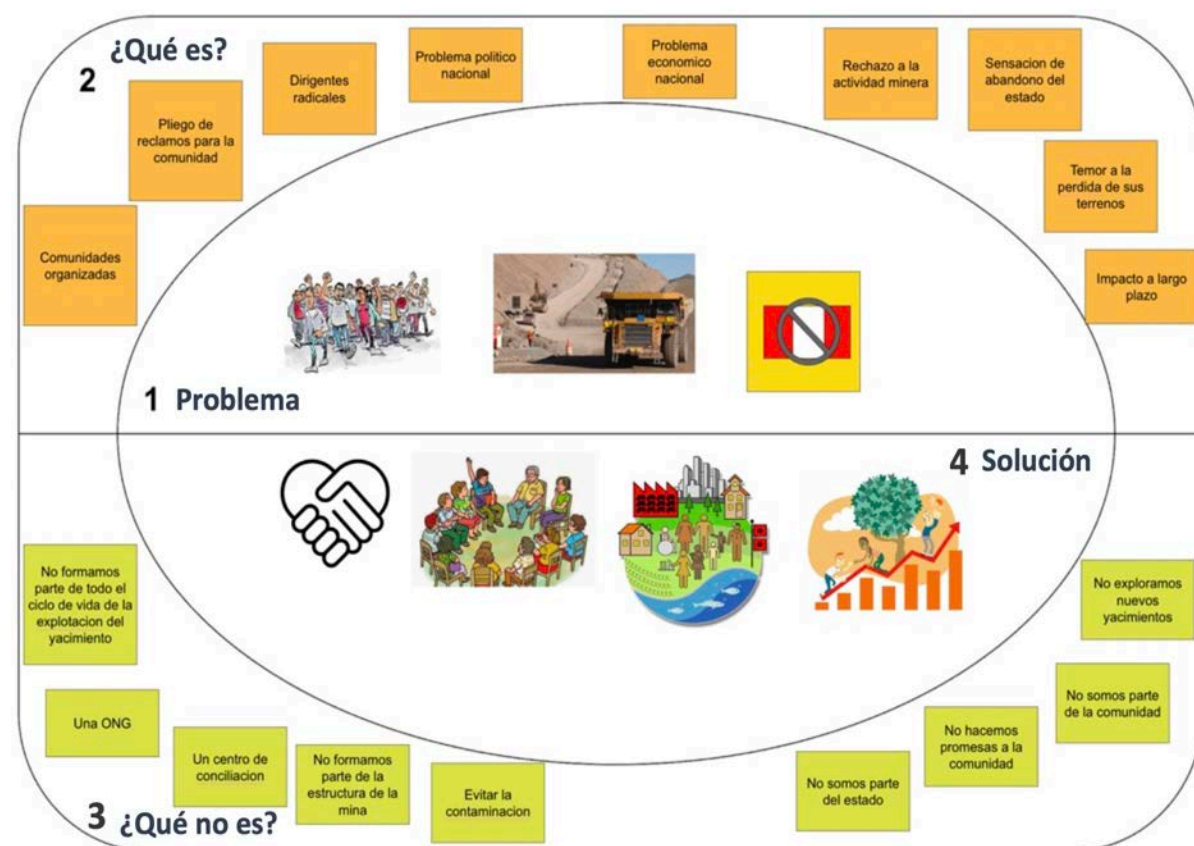 ¿Qué es?
2
Comunidades
organizadas
Pliego de
reclamos para la
comunidad
Dirigentes
radicales
Problema politico
nacional
Problema
economico
nacional
Rechazo a la
actividad minera
Sensacion de
abandono del
estado
Temor a la
perdida de sus
terrenos
Impacto a largo
plazo
1 Problema
4 Solución
No formamos
parte de todo el
ciclo de vida de la
explotacion del
yacimiento
Una ONG
Un centro de
conciliacion
No formamos
parte de la
estructura de la
mina
Evitar la
contaminacion
No somos parte
del estado
No hacemos
promesas a la
comunidad
No somos parte
de la comunidad
No exploramos
nuevos
yacimientos
3 ¿Qué no es?